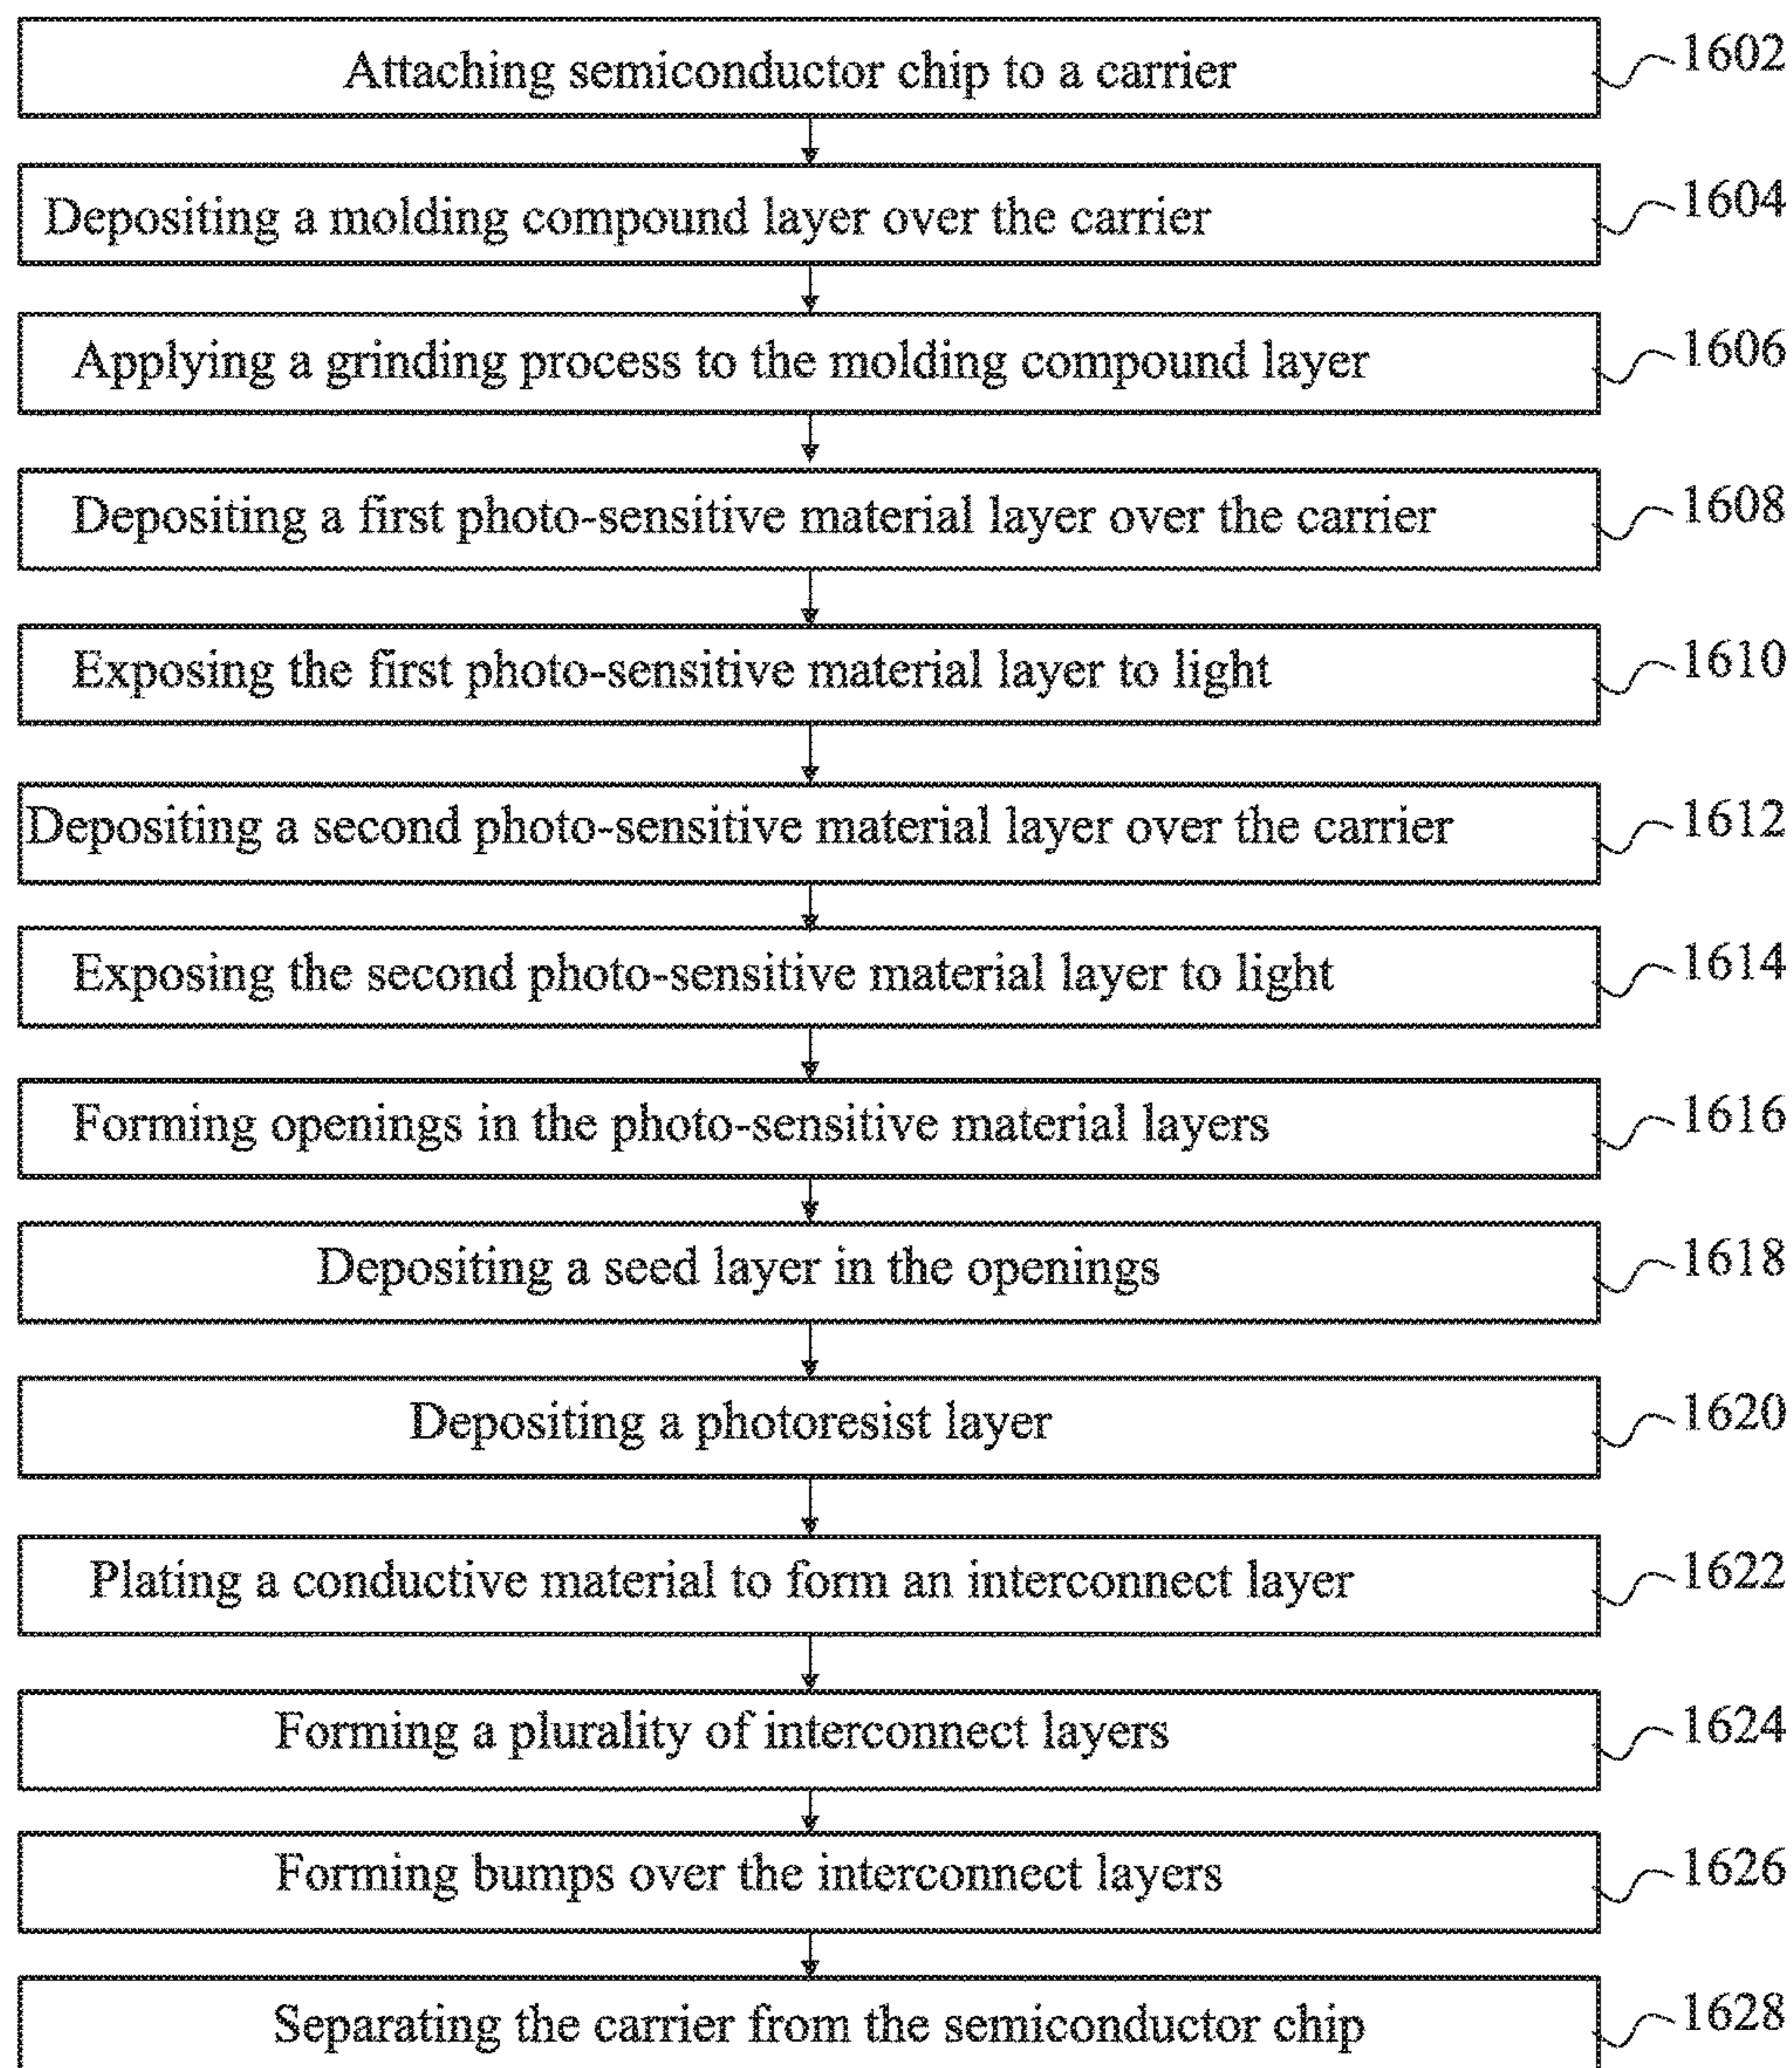 Attaching semiconductor chip to a carrier 1602
Depositing a molding compound layer over the carrier 1604
Applying a grinding process to the molding compound layer 1606
Depositing a first photo-sensitive material layer over the carrier 1608
Exposing the first photo-sensitive material layer to light 1610
Depositing a second photo-sensitive material layer over the carrier 1612
Exposing the second photo-sensitive material layer to light 1614
Forming openings in the photo-sensitive material layers 1616
Depositing a seed layer in the openings 1618
Depositing a photoresist layer 1620
Plating a conductive material to form an interconnect layer 1622
Forming a plurality of interconnect layers 1624
Forming bumps over the interconnect layers 1626
Separating the carrier from the semiconductor chip 1628